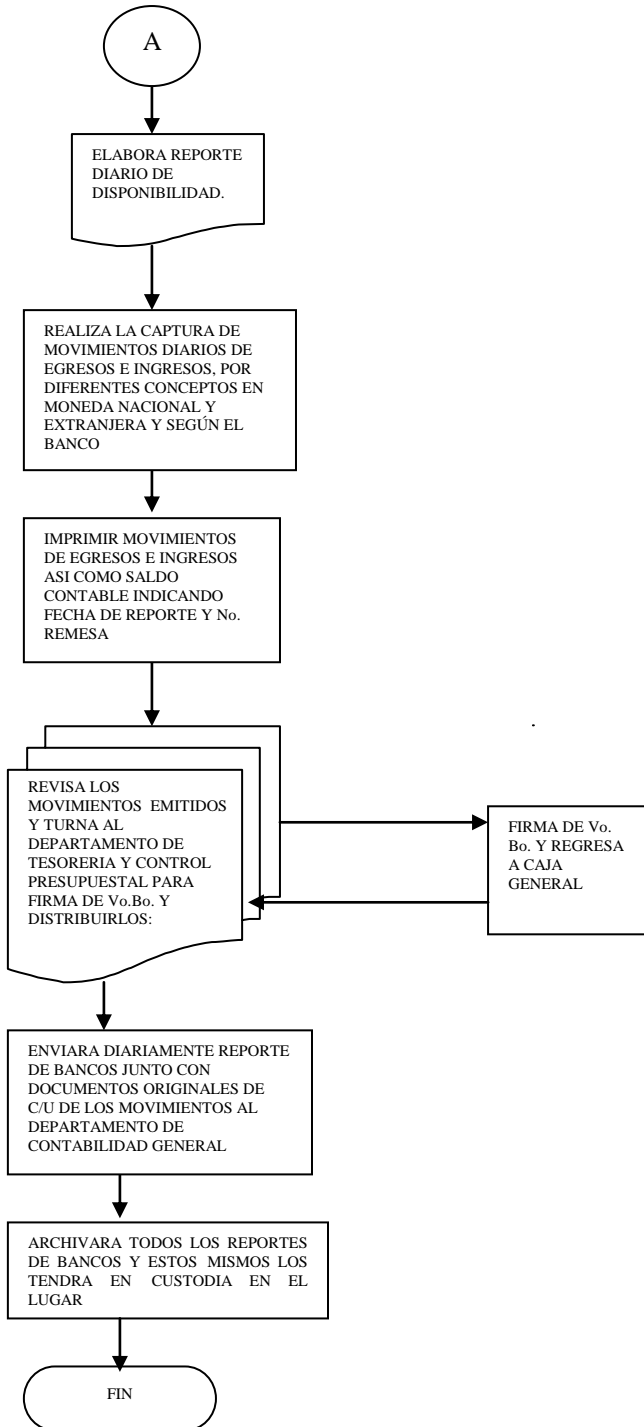 A
ELABORA REPORTE
DIARIO DE
DISPONIBILIDAD.
REALIZA LA CAPTURA DE
MOVIMIENTOS DIARIOS DE
EGRESOS E INGRESOS, POR
DIFERENTES CONCEPTOS EN
MONEDA NACIONAL Y
EXTRANJERA Y SEGÚN EL
BANCO
IMPRIMIR MOVIMIENTOS
DE EGRESOS E INGRESOS
ASI COMO SALDO
CONTABLE INDICANDO
FECHA DE REPORTE Y No.
REMESA
REVISA LOS
MOVIMIENTOS EMITIDOS
Y TURNA AL
DEPARTAMENTO DE
TESORERIA Y CONTROL
PRESUPUESTAL PARA
FIRMA DE Vo.Bo. Y
DISTRIBUIRLOS:
FIRMA DE Vo.
Bo. Y REGRESA
A CAJA
GENERAL
ENVIARA DIARIAMENTE REPORTE
DE BANCOS JUNTO CON
DOCUMENTOS ORIGINALES DE
C/U DE LOS MOVIMIENTOS AL
DEPARTAMENTO DE
CONTABILIDAD GENERAL
ARCHIVARA TODOS LOS REPORTES
DE BANCOS Y ESTOS MISMOS LOS
TENDRA EN CUSTODIA EN EL
LUGAR
FIN